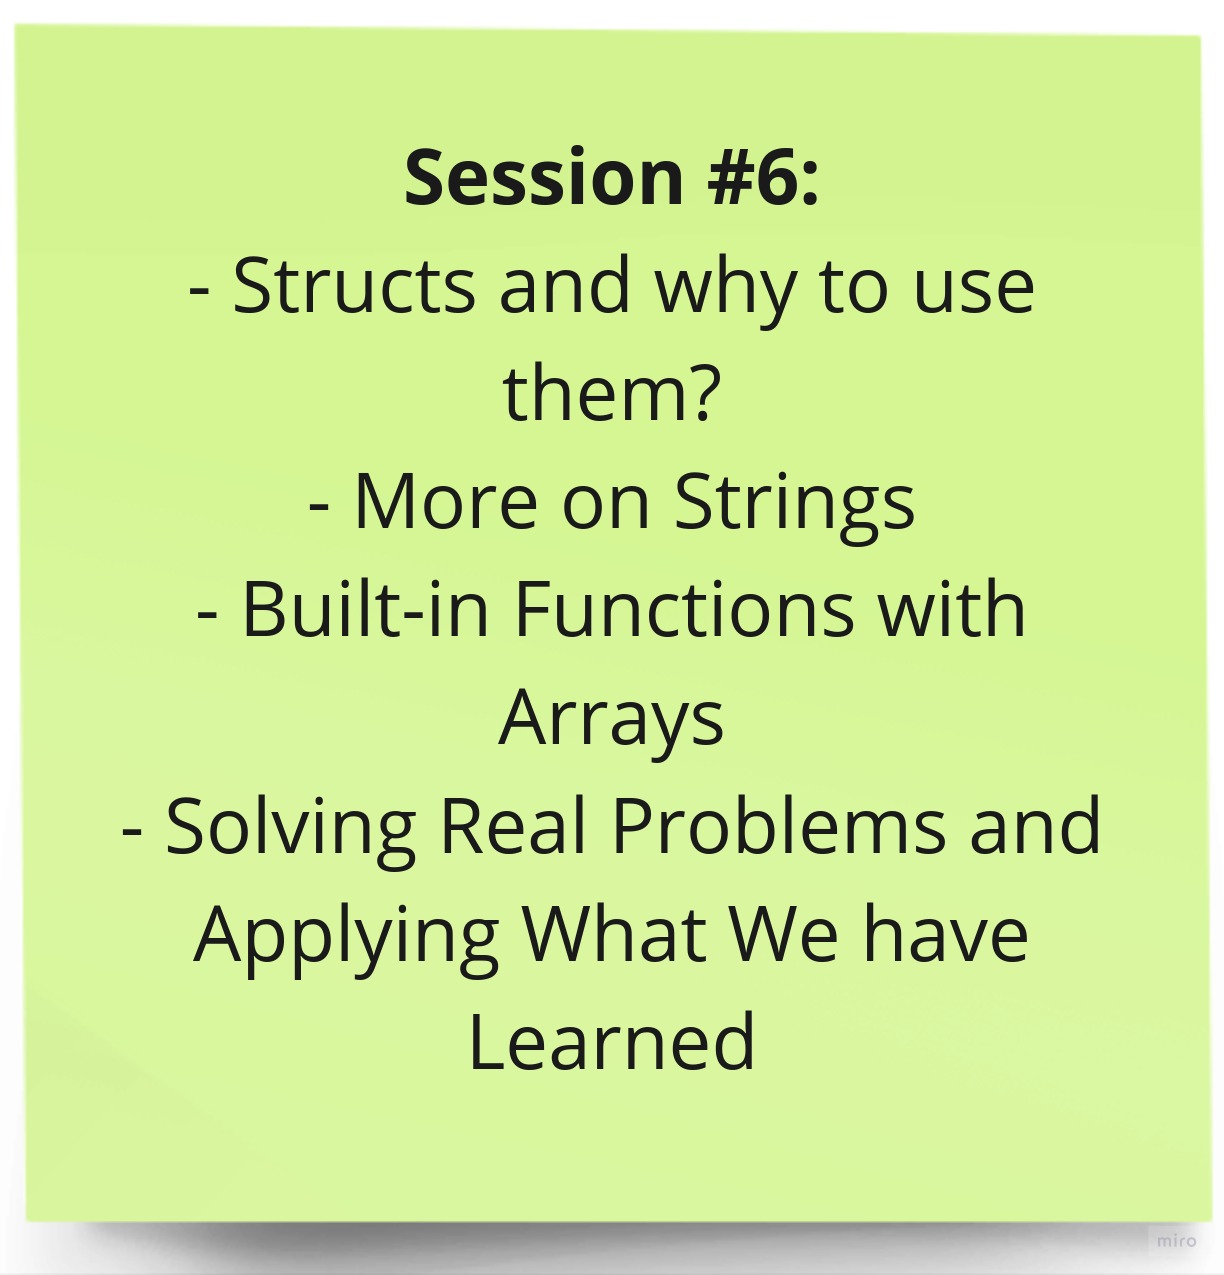 Session #6:
- Structs and why to use
them?
- More on Strings
- Built-in Functions with
Arrays
- Solving Real Problems and
Applying What We have
Learned
miro